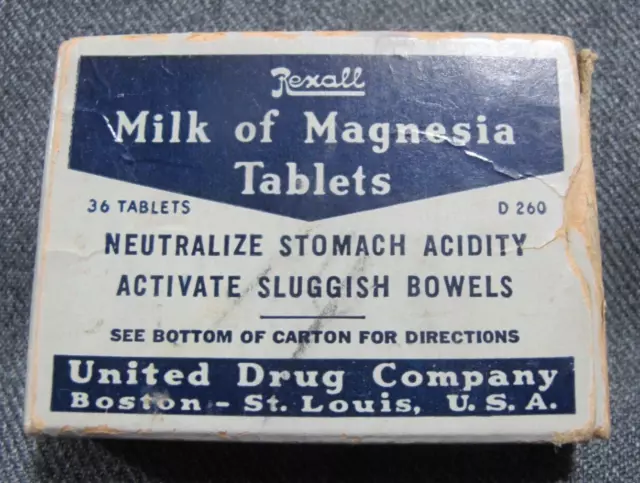 Rexall
Milk of Magnesia
Tablets
36 TABLETS D 260
NEUTRALIZE STOMACH ACIDITY
ACTIVATE SLUGGISH BOWELS
SEE BOTTOM OF CARTON FOR DIRECTIONS
United Drug Company
Boston - St. Louis, U. S. A.